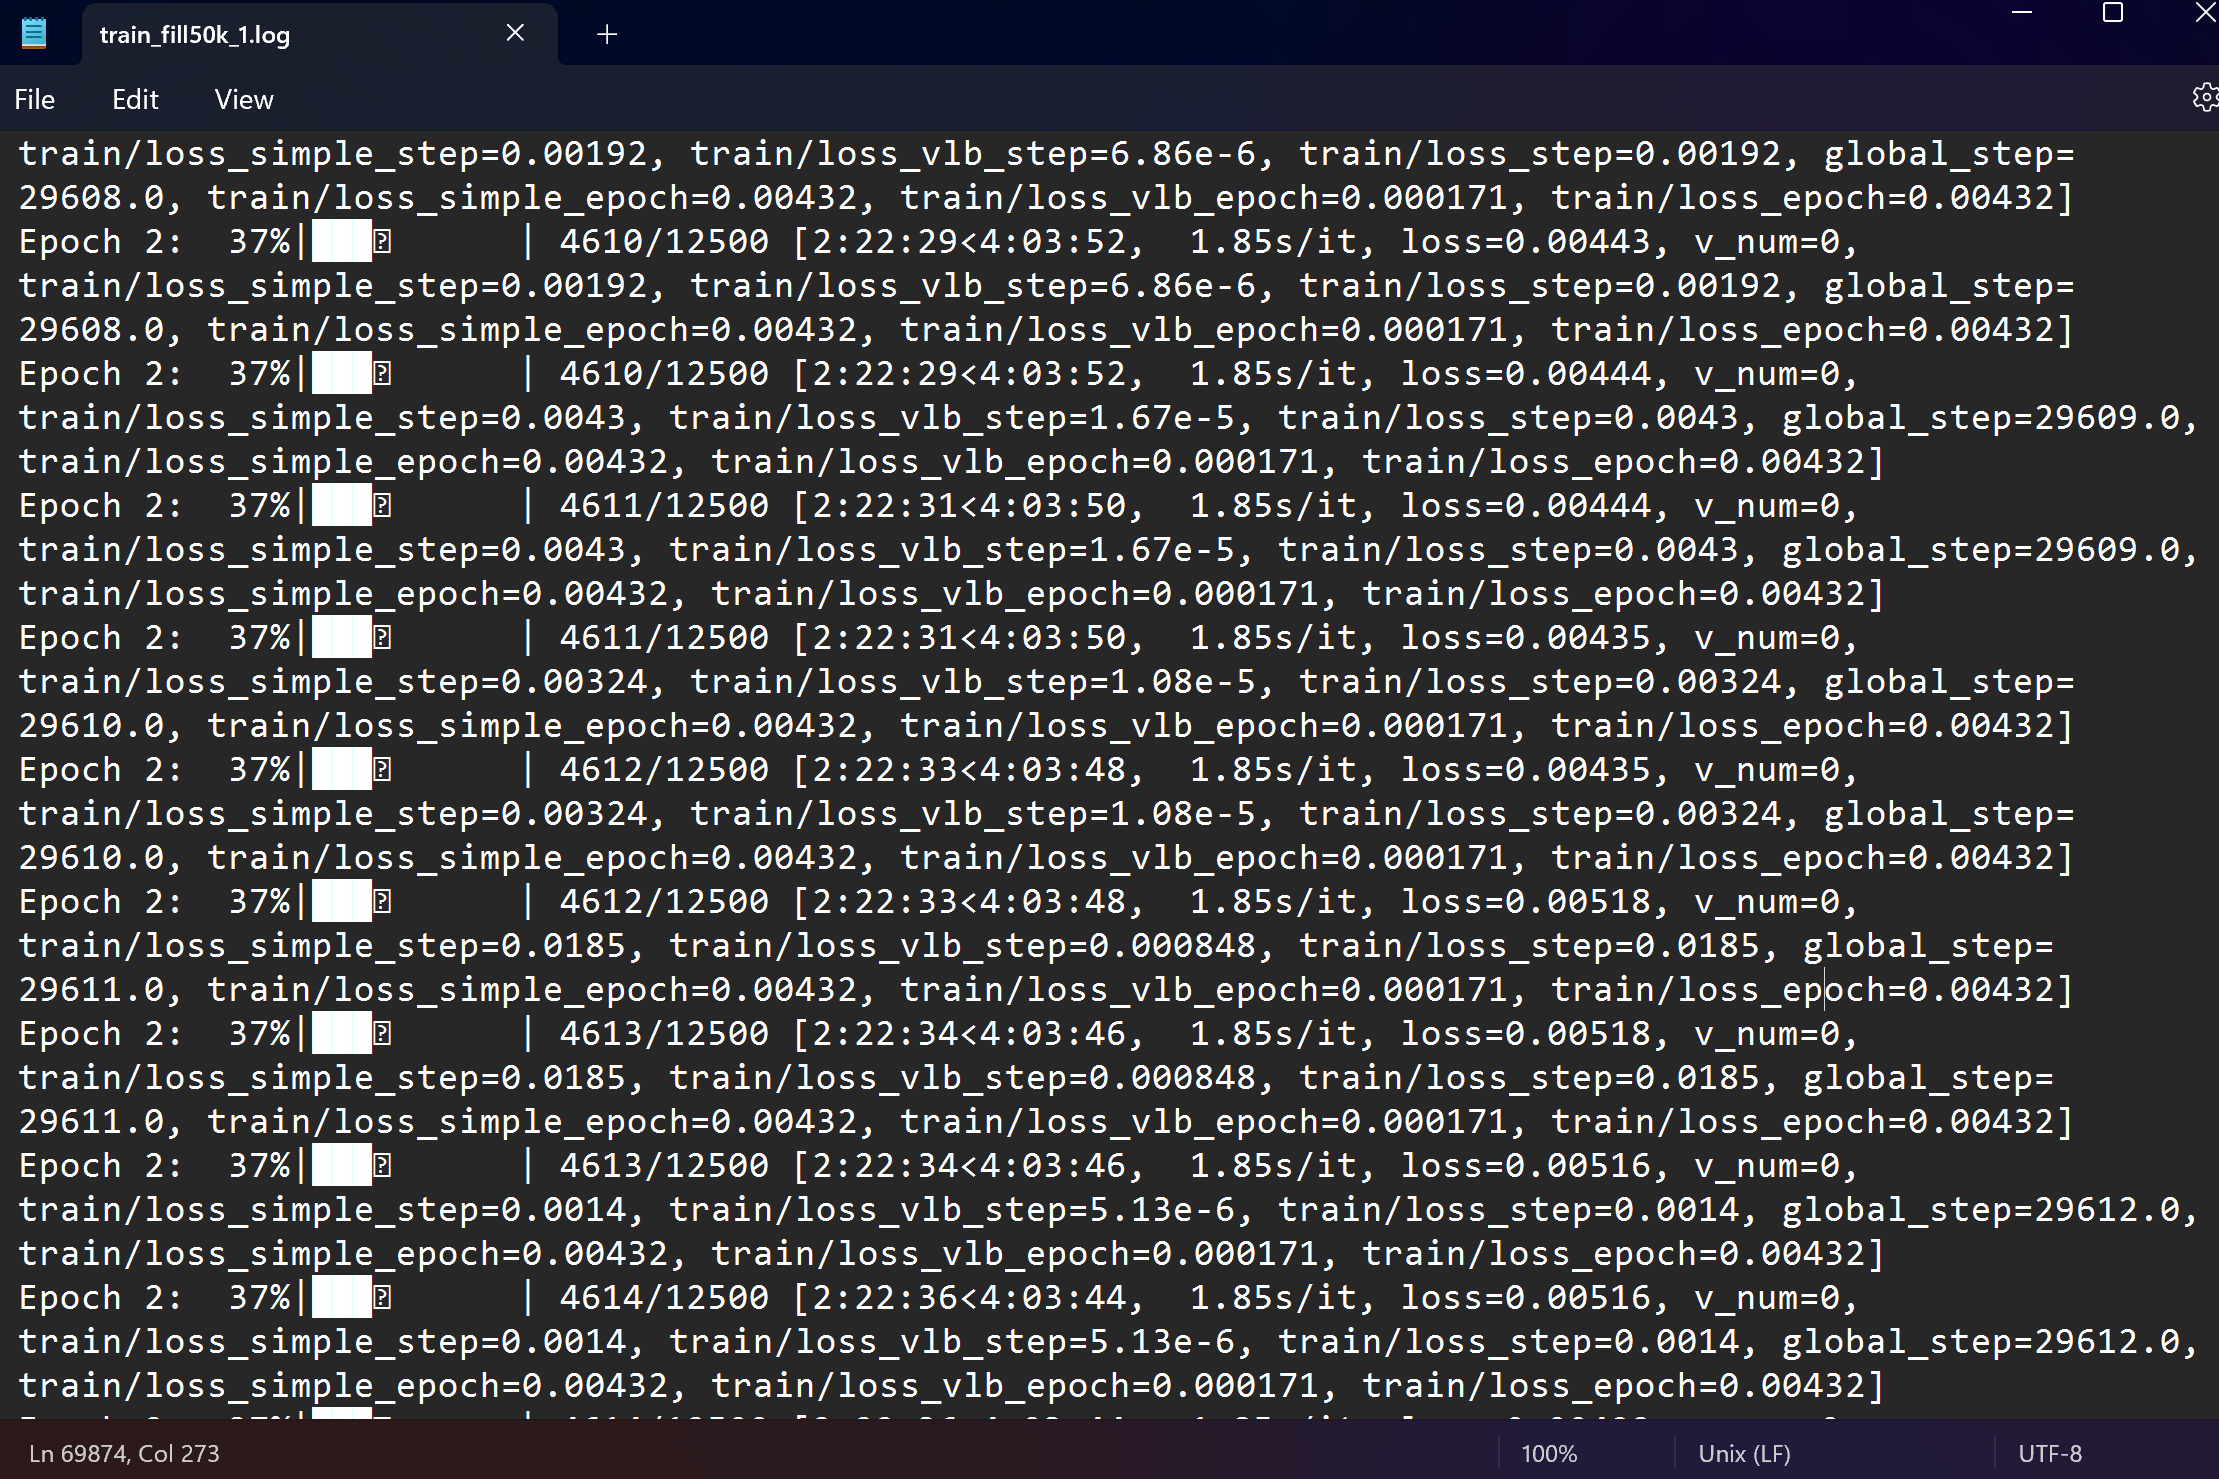 train_fill50k_1.log
File Edit View
train/loss_simple_step=0.00192, train/loss_vlb_step=6.86e-6, train/loss_step=0.00192, global_step=
29608.0, train/loss_simple_epoch=0.00432, train/loss_vlb_epoch=0.000171, train/loss_epoch=0.00432]
Epoch 2:  37%|███⍰      | 4610/12500 [2:22:29<4:03:52,  1.85s/it, loss=0.00443, v_num=0,
train/loss_simple_step=0.00192, train/loss_vlb_step=6.86e-6, train/loss_step=0.00192, global_step=
29608.0, train/loss_simple_epoch=0.00432, train/loss_vlb_epoch=0.000171, train/loss_epoch=0.00432]
Epoch 2:  37%|███⍰      | 4610/12500 [2:22:29<4:03:52,  1.85s/it, loss=0.00444, v_num=0,
train/loss_simple_step=0.0043, train/loss_vlb_step=1.67e-5, train/loss_step=0.0043, global_step=29609.0,
train/loss_simple_epoch=0.00432, train/loss_vlb_epoch=0.000171, train/loss_epoch=0.00432]
Epoch 2:  37%|███⍰      | 4611/12500 [2:22:31<4:03:50,  1.85s/it, loss=0.00444, v_num=0,
train/loss_simple_step=0.0043, train/loss_vlb_step=1.67e-5, train/loss_step=0.0043, global_step=29609.0,
train/loss_simple_epoch=0.00432, train/loss_vlb_epoch=0.000171, train/loss_epoch=0.00432]
Epoch 2:  37%|███⍰      | 4611/12500 [2:22:31<4:03:50,  1.85s/it, loss=0.00435, v_num=0,
train/loss_simple_step=0.00324, train/loss_vlb_step=1.08e-5, train/loss_step=0.00324, global_step=
29610.0, train/loss_simple_epoch=0.00432, train/loss_vlb_epoch=0.000171, train/loss_epoch=0.00432]
Epoch 2:  37%|███⍰      | 4612/12500 [2:22:33<4:03:48,  1.85s/it, loss=0.00435, v_num=0,
train/loss_simple_step=0.00324, train/loss_vlb_step=1.08e-5, train/loss_step=0.00324, global_step=
29610.0, train/loss_simple_epoch=0.00432, train/loss_vlb_epoch=0.000171, train/loss_epoch=0.00432]
Epoch 2:  37%|███⍰      | 4612/12500 [2:22:33<4:03:48,  1.85s/it, loss=0.00518, v_num=0,
train/loss_simple_step=0.0185, train/loss_vlb_step=0.000848, train/loss_step=0.0185, global_step=
29611.0, train/loss_simple_epoch=0.00432, train/loss_vlb_epoch=0.000171, train/loss_epoch=0.00432]
Epoch 2:  37%|███⍰      | 4613/12500 [2:22:34<4:03:46,  1.85s/it, loss=0.00518, v_num=0,
train/loss_simple_step=0.0185, train/loss_vlb_step=0.000848, train/loss_step=0.0185, global_step=
29611.0, train/loss_simple_epoch=0.00432, train/loss_vlb_epoch=0.000171, train/loss_epoch=0.00432]
Epoch 2:  37%|███⍰      | 4613/12500 [2:22:34<4:03:46,  1.85s/it, loss=0.00516, v_num=0,
train/loss_simple_step=0.0014, train/loss_vlb_step=5.13e-6, train/loss_step=0.0014, global_step=29612.0,
train/loss_simple_epoch=0.00432, train/loss_vlb_epoch=0.000171, train/loss_epoch=0.00432]
Epoch 2:  37%|███⍰      | 4614/12500 [2:22:36<4:03:44,  1.85s/it, loss=0.00516, v_num=0,
train/loss_simple_step=0.0014, train/loss_vlb_step=5.13e-6, train/loss_step=0.0014, global_step=29612.0,
train/loss_simple_epoch=0.00432, train/loss_vlb_epoch=0.000171, train/loss_epoch=0.00432]
Ln 69874, Col 273 100% Unix (LF) UTF-8